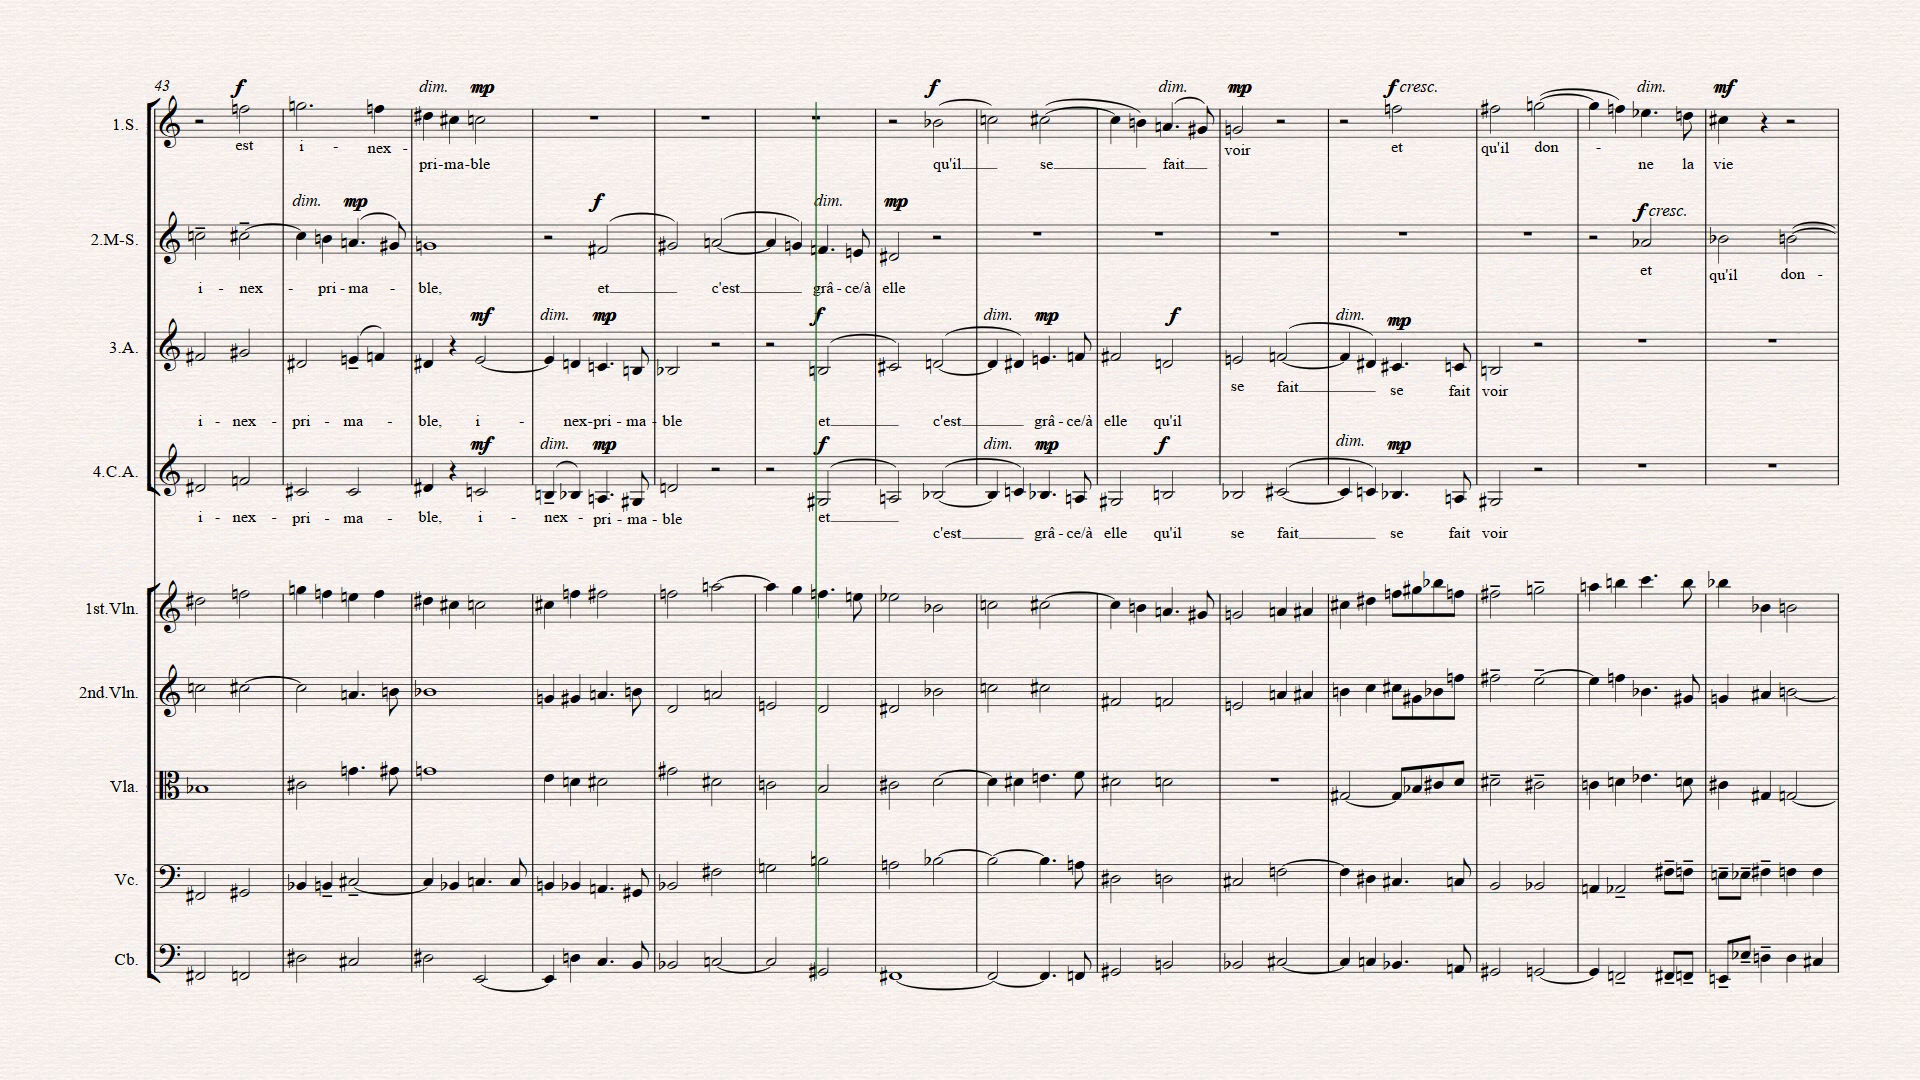 43 f dim. mp f dim. mp f cresc. dim. mf
1.S.
est i - nex - qu'il don -
pri-ma-ble qu'il se fait voir et ne la vie
dim. mp f dim. mp f cresc.
2.M-S.
i - nex - pri - ma - ble, et c'est grâ - ce/à elle et qu'il don -
mf dim. mp f dim. mp f dim. mp
3.A.
se fait se fait voir
i - nex - pri - ma - ble, i - nex-pri - ma - ble et c'est grâ - ce/à elle qu'il
mf dim. mp f dim. mp f dim. mp
4.C.A.
i - nex - pri - ma - ble, i - nex - pri - ma - ble et
c'est grâ - ce/à elle qu'il se fait se fait voir
1st.Vln.
2nd.Vln.
Vla.
Vc.
Cb.